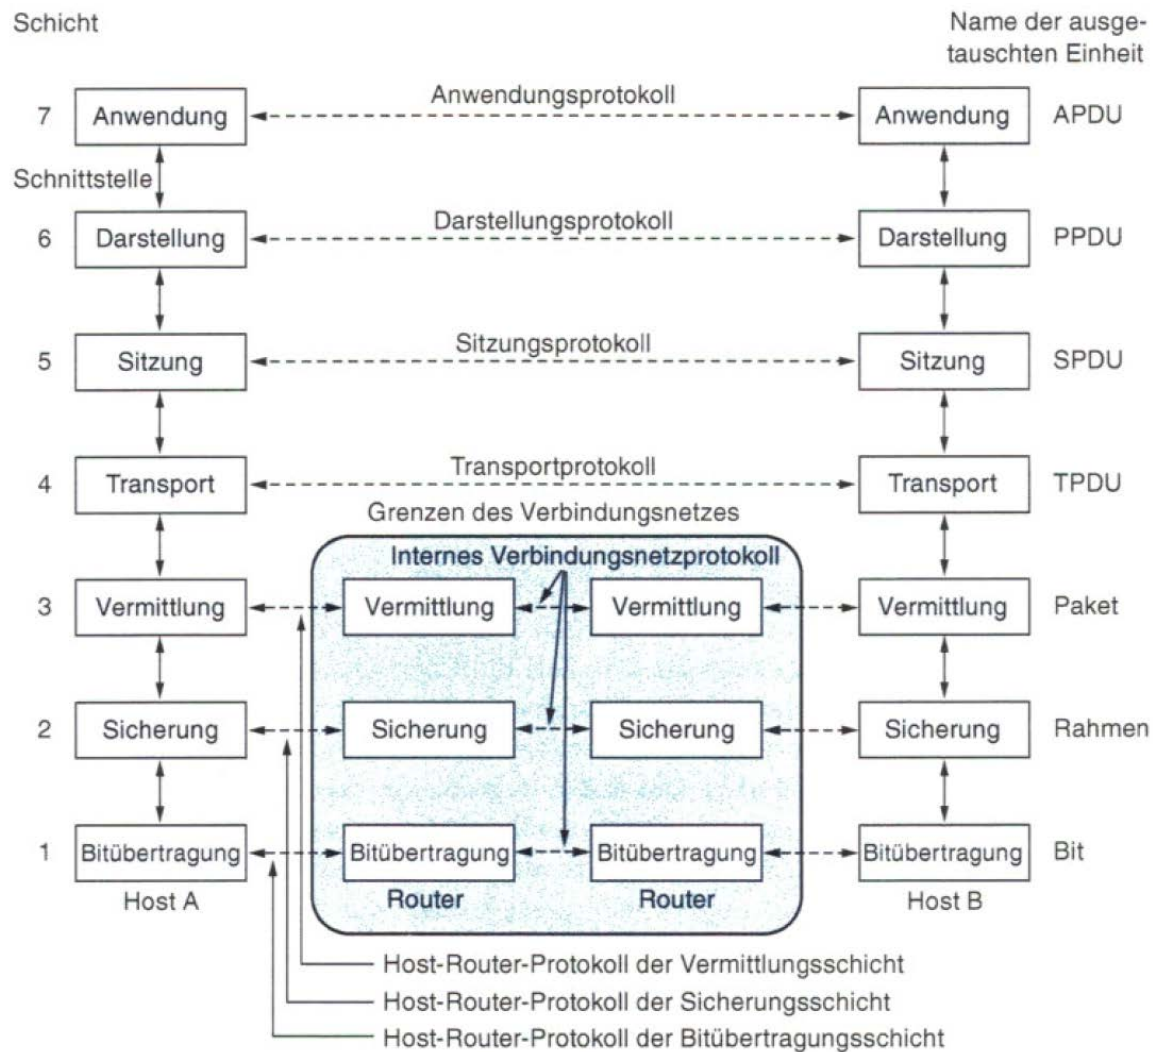 Schicht
Name der ausge-
tauschten Einheit
7 Anwendung Anwendungsprotokoll Anwendung APDU
Schnittstelle
6 Darstellung Darstellungsprotokoll Darstellung PPDU
5 Sitzung Sitzungsprotokoll Sitzung SPDU
4 Transport Transportprotokoll Transport TPDU
Grenzen des Verbindungsnetzes
Internes Verbindungsnetzprotokoll
3 Vermittlung Vermittlung Vermittlung Vermittlung Paket
2 Sicherung Sicherung Sicherung Sicherung Rahmen
1 Bitübertragung Bitübertragung Bitübertragung Bitübertragung Bit
Host A Router Router Host B
Host-Router-Protokoll der Vermittlungsschicht
Host-Router-Protokoll der Sicherungsschicht
Host-Router-Protokoll der Bitübertragungsschicht